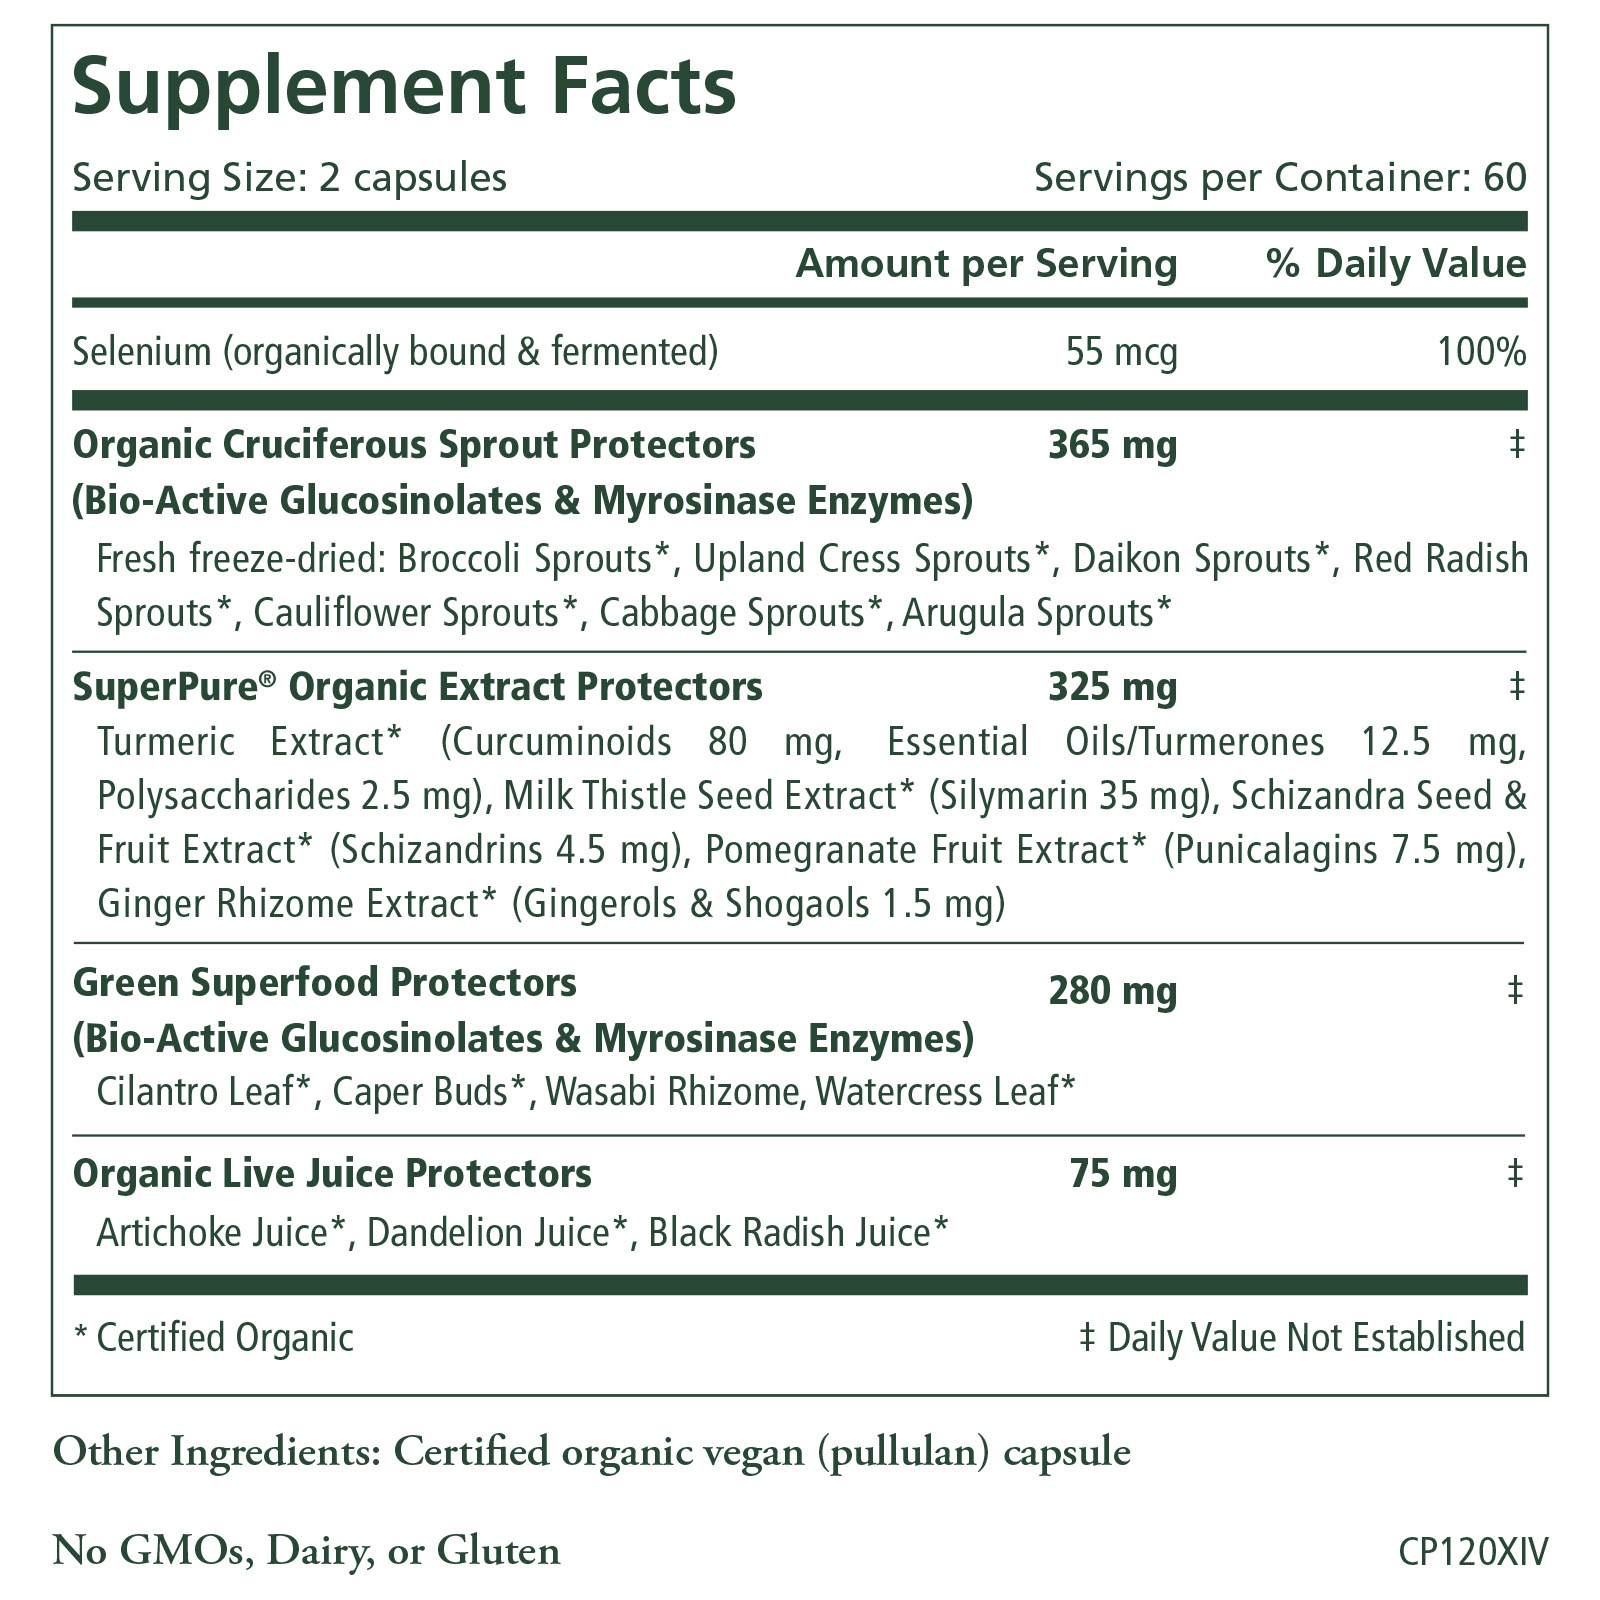 Supplement Facts
Serving Size: 2 capsules Servings per Container: 60
Amount per Serving % Daily Value
Selenium (organically bound & fermented) 55 mcg 100%
Organic Cruciferous Sprout Protectors 365 mg ‡
(Bio-Active Glucosinolates & Myrosinase Enzymes)
Fresh freeze-dried: Broccoli Sprouts*, Upland Cress Sprouts*, Daikon Sprouts*, Red Radish
Sprouts*, Cauliflower Sprouts*, Cabbage Sprouts*, Arugula Sprouts*
SuperPure® Organic Extract Protectors 325 mg ‡
Turmeric Extract* (Curcuminoids 80 mg, Essential Oils/Turmerones 12.5 mg,
Polysaccharides 2.5 mg), Milk Thistle Seed Extract* (Silymarin 35 mg), Schizandra Seed &
Fruit Extract* (Schizandrins 4.5 mg), Pomegranate Fruit Extract* (Punicalagins 7.5 mg),
Ginger Rhizome Extract* (Gingerols & Shogaols 1.5 mg)
Green Superfood Protectors 280 mg ‡
(Bio-Active Glucosinolates & Myrosinase Enzymes)
Cilantro Leaf*, Caper Buds*, Wasabi Rhizome, Watercress Leaf*
Organic Live Juice Protectors 75 mg ‡
Artichoke Juice*, Dandelion Juice*, Black Radish Juice*
* Certified Organic ‡ Daily Value Not Established
Other Ingredients: Certified organic vegan (pullulan) capsule
No GMOs, Dairy, or Gluten CP120XIV